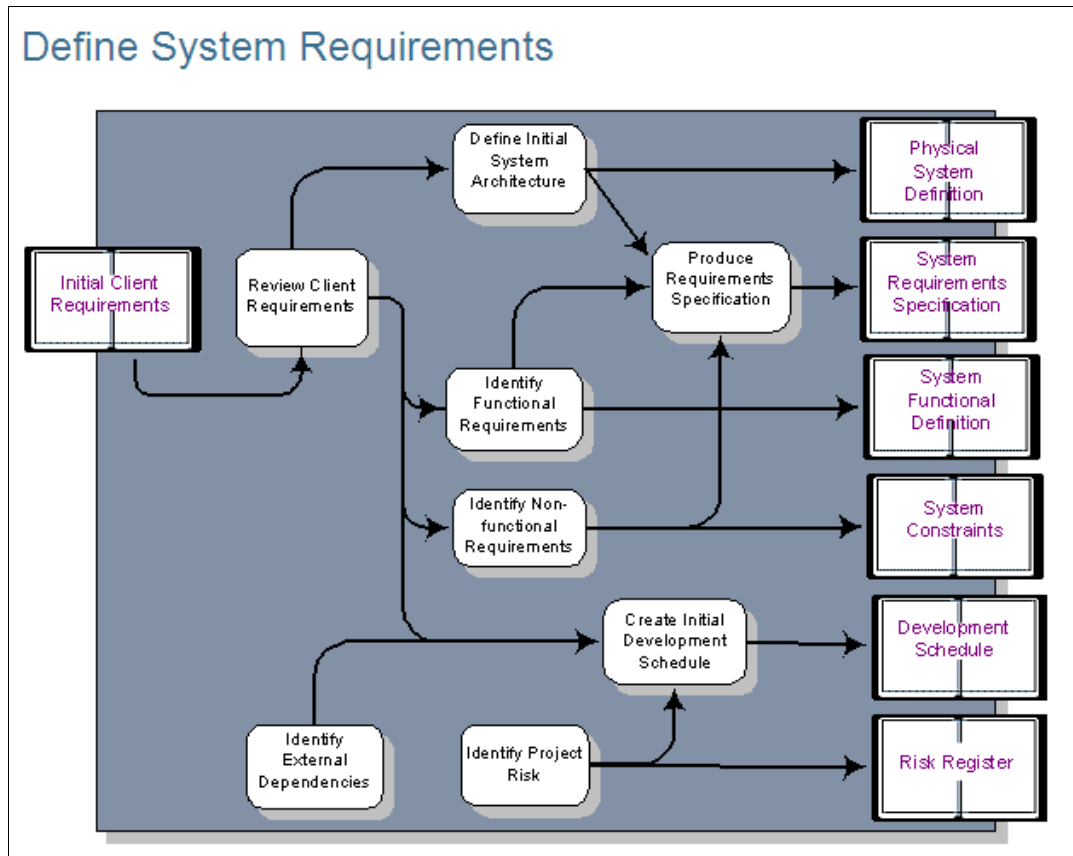 Define System Requirements
Define Initial
System
Architecture
Physical
System
Definition
Initial Client
Requirements
Review Client
Requirements
Produce
Requirements
Specification
System
Requirements
Specification
Identify
Functional
Requirements
System
Functional
Definition
Identify Non-
functional
Requirements
System
Constraints
Create Initial
Development
Schedule
Development
Schedule
Identify
External
Dependencies
Identify Project
Risk
Risk Register